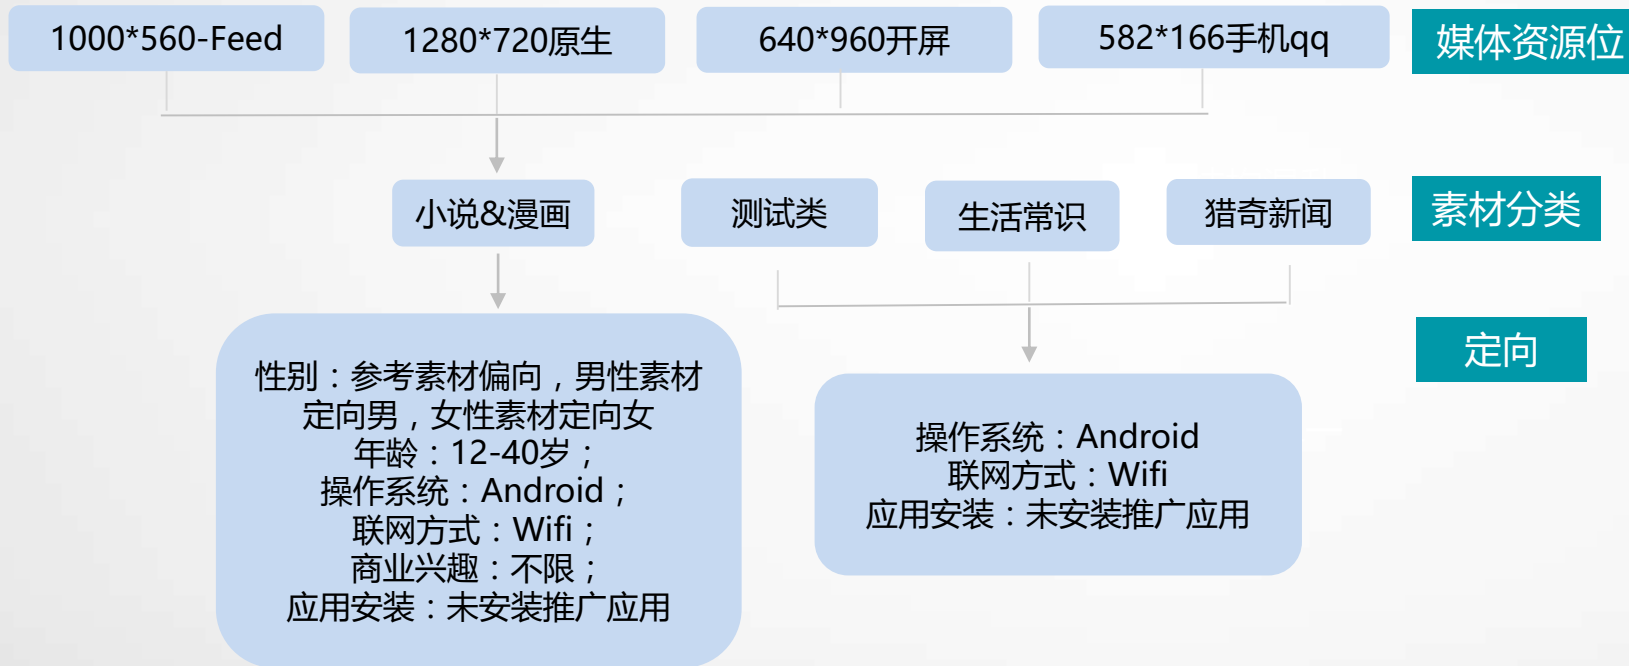 1000*560-Feed
1280*720原生
640*960开屏
582*166手机qq
媒体资源位
小说&漫画
测试类
生活常识
猎奇新闻
素材分类
定向
性别：参考素材偏向，男性素材
定向男，女性素材定向女
年龄：12-40岁；
操作系统：Android；
联网方式：Wifi；
商业兴趣：不限；
应用安装：未安装推广应用
操作系统：Android
联网方式：Wifi
应用安装：未安装推广应用